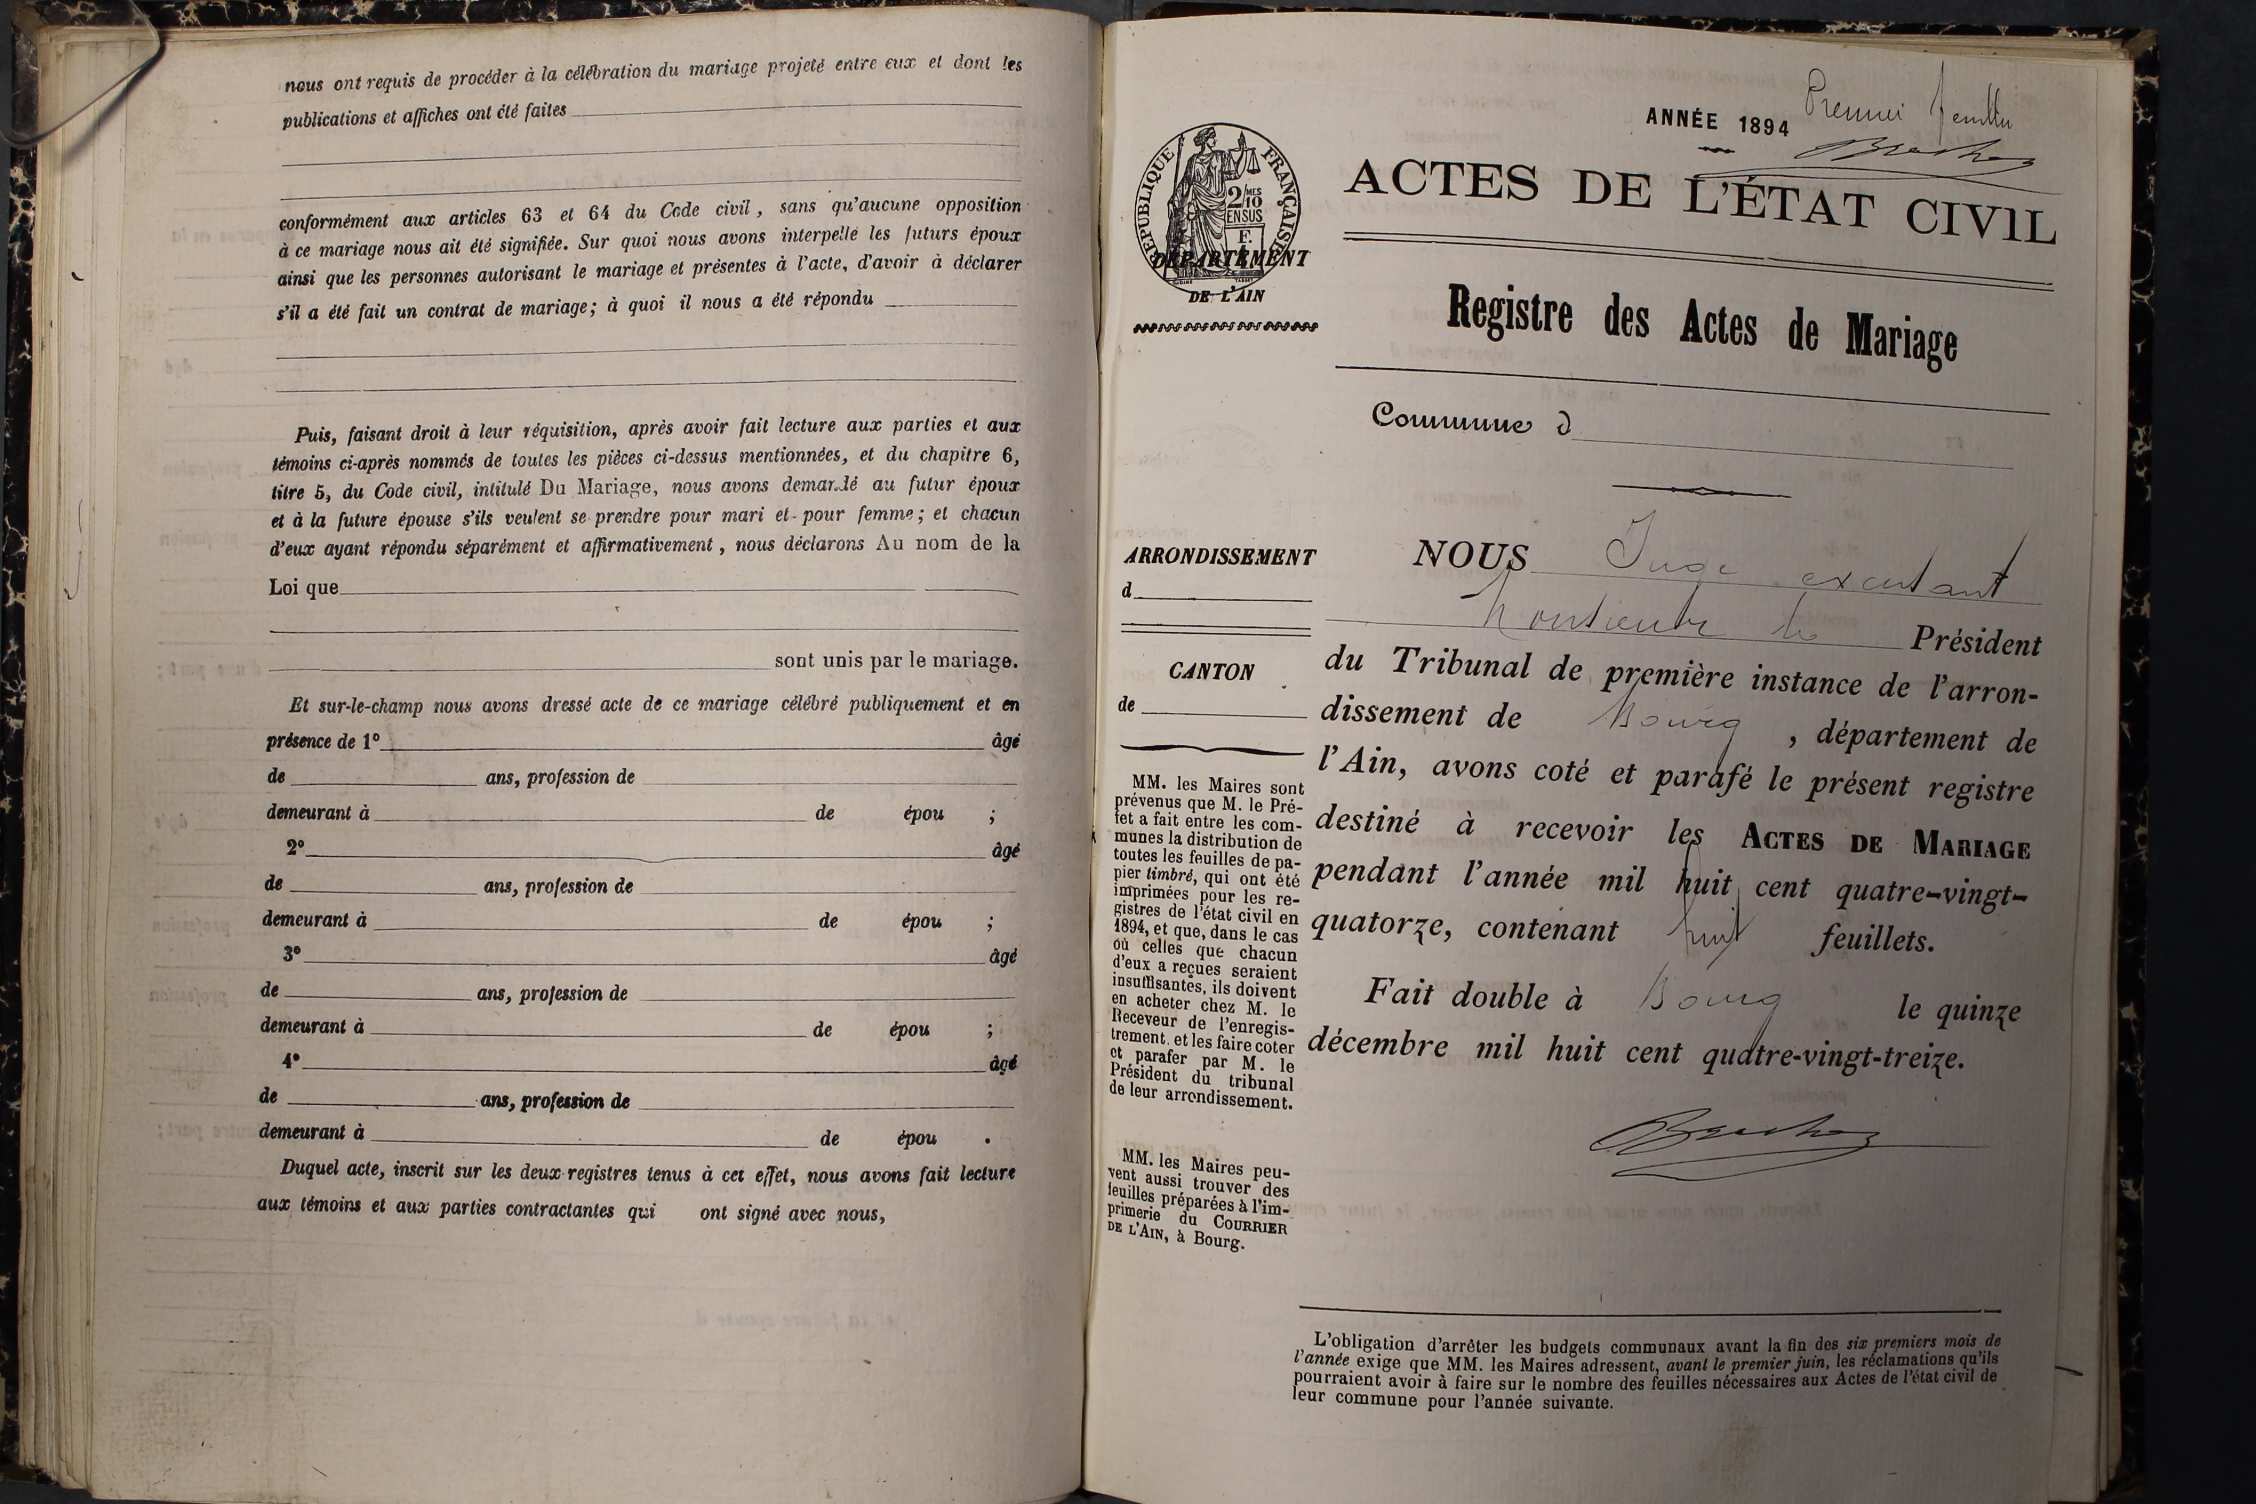 nous ont requis de procéder à la célébration du mariage projeté entre eux et dont les
publications et affiches ont été faites
conformément aux articles 63 et 64 du Code civil, sans qu'aucune opposition
à ce mariage nous ait été signifiée. Sur quoi nous avons interpellé les futurs époux
ainsi que les personnes autorisant le mariage et présentes à l'acte, d'avoir à déclarer
s'il a été fait un contrat de mariage; à quoi il nous a été répondu
Puis, faisant droit à leur réquisition, après avoir fait lecture aux parties et aux
témoins ci-après nommés de toutes les pièces ci-dessus mentionnées, et du chapitre 6,
titre 5, du Code civil, intitulé Du Mariage, nous avons demandé au futur époux
et à la future épouse s'ils veulent se prendre pour mari et pour femme; et chacun
d'eux ayant répondu séparément et affirmativement, nous déclarons Au nom de la
Loi que
sont unis par le mariage.
Et sur-le-champ nous avons dressé acte de ce mariage célébré publiquement et en
présence de 1° âgé
de ans, profession de
demeurant à de épou ;
2° âgé
de ans, profession de
demeurant à de épou ;
3° âgé
de ans, profession de
demeurant à de épou ;
4° âgé
de ans, profession de
demeurant à de épou .
Duquel acte, inscrit sur les deux registres tenus à cet effet, nous avons fait lecture
aux témoins et aux parties contractantes qui ont signé avec nous,
ANNÉE 1894 Premier feuillet
RÉPUBLIQUE FRANÇAISE
2/10 MES
EN SUS
DÉPARTEMENT
DE L'AIN
ACTES DE L'ÉTAT CIVIL
Registre des Actes de Mariage
Commune d
ARRONDISSEMENT
d
CANTON
de
MM. les Maires sont
prévenus que M. le Pré-
fet a fait entre les com-
munes la distribution de
toutes les feuilles de pa-
pier timbré, qui ont été
imprimées pour les re-
gistres de l'état civil en
1894, et que, dans le cas
où celles que chacun
d'eux a reçues seraient
insuffisantes, ils doivent
en acheter chez M. le
Receveur de l'enregis-
trement, et les faire coter
et parafer par M. le
Président du tribunal
de leur arrondissement.
MM. les Maires peu-
vent aussi trouver des
feuilles préparées à l'im-
primerie du COURRIER
DE L'AIN, à Bourg.
NOUS Juge
Monsieur le Président
du Tribunal de première instance de l'arron-
dissement de Bourg, département de
l'Ain, avons coté et parafé le présent registre
destiné à recevoir les ACTES DE MARIAGE
pendant l'année mil huit cent quatre-vingt-
quatorze, contenant huit feuillets.
Fait double à Bourg le quinze
décembre mil huit cent quatre-vingt-treize.
L'obligation d'arrêter les budgets communaux avant la fin des six premiers mois de
l'année exige que MM. les Maires adressent, avant le premier juin, les réclamations qu'ils
pourraient avoir à faire sur le nombre des feuilles nécessaires aux Actes de l'état civil de
leur commune pour l'année suivante.